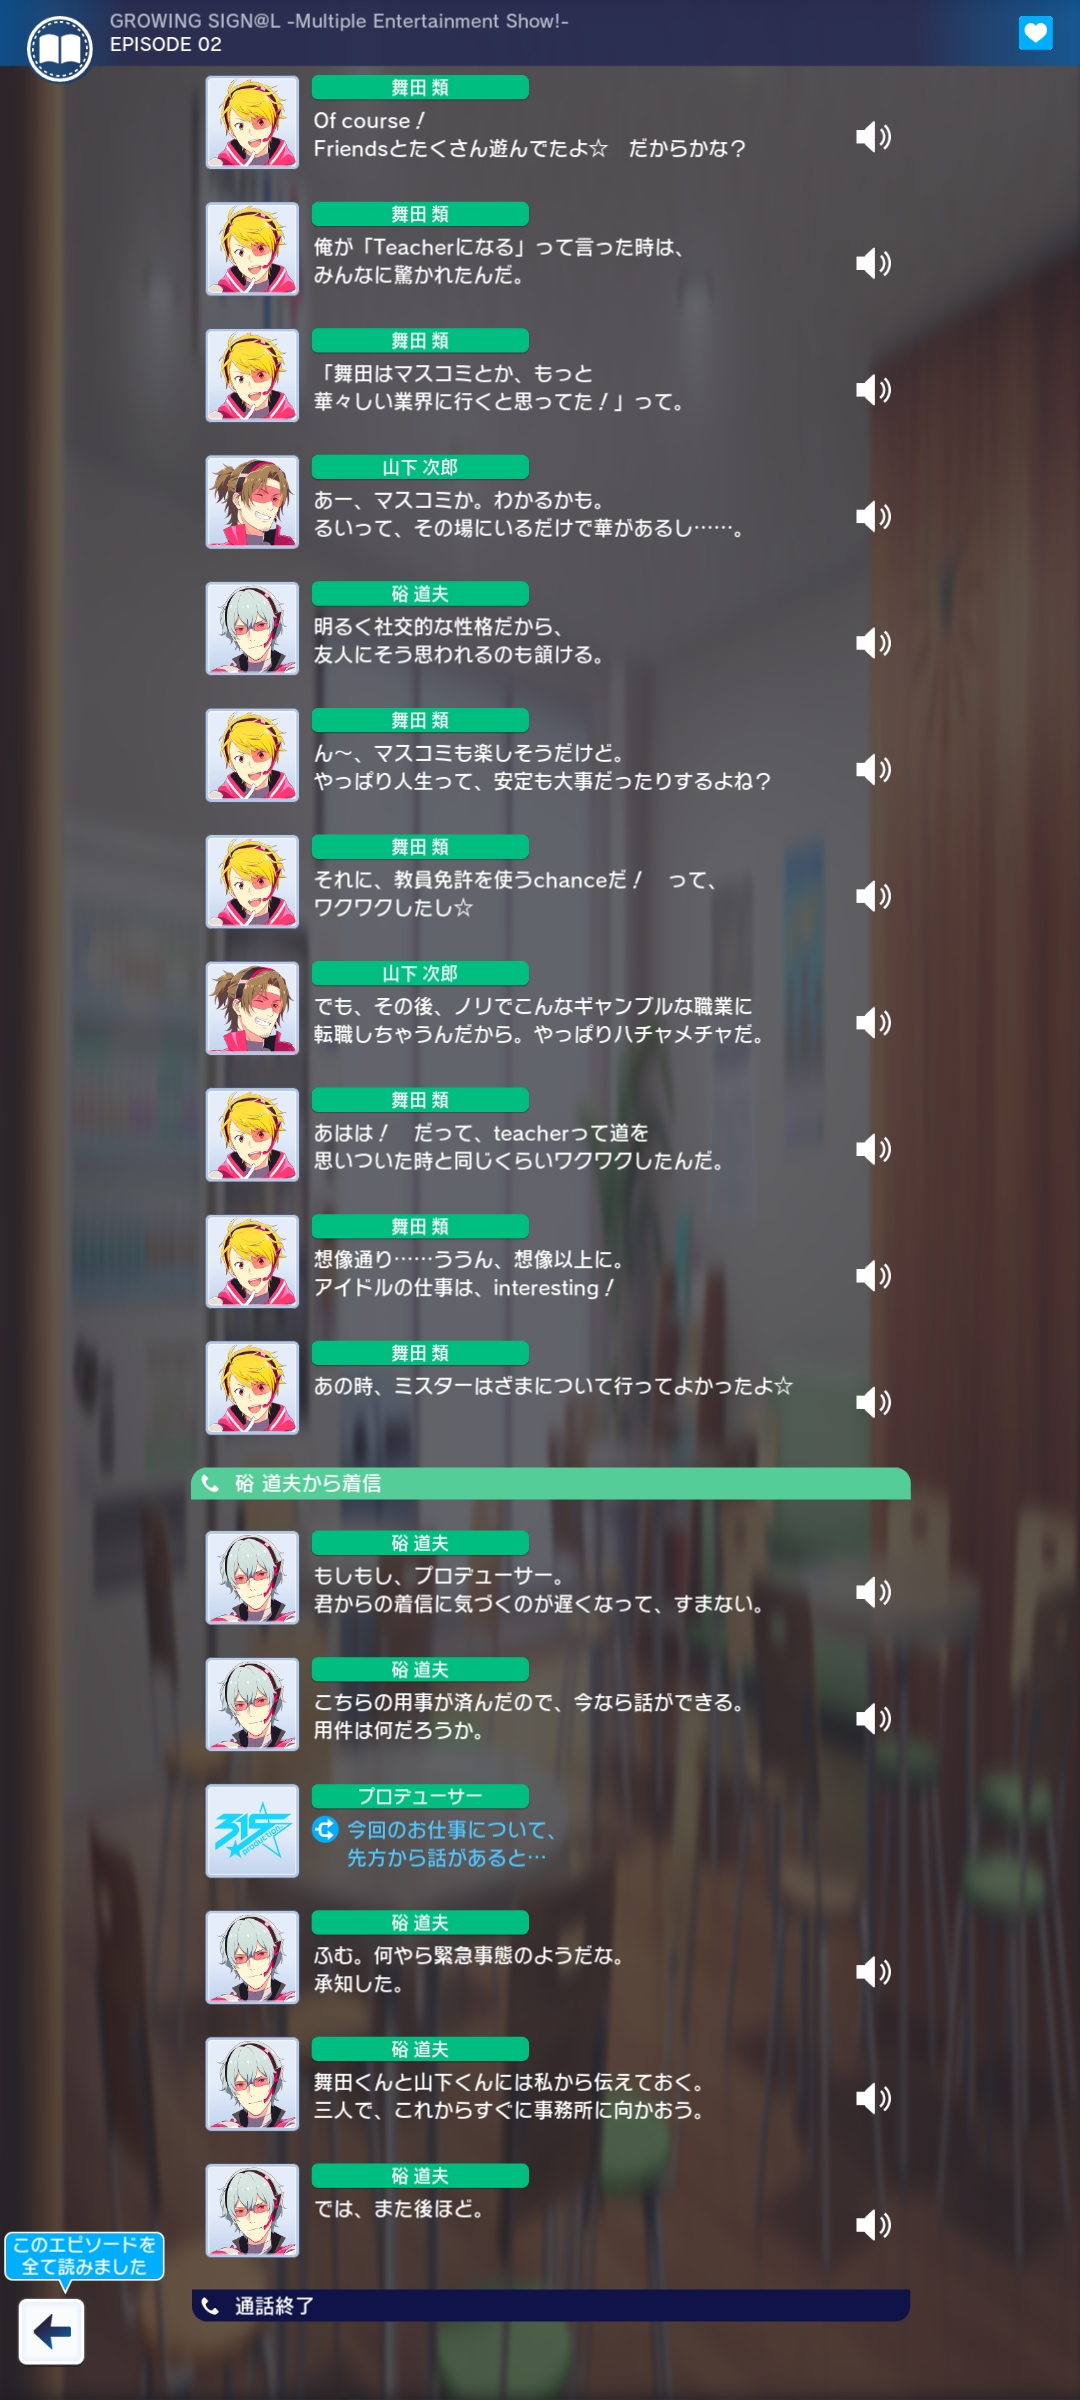 GROWING SIGN@L -Multiple Entertainment Show!-
EPISODE 02
舞田 類
Of course！
Friendsとたくさん遊んでたよ☆　だからかな？
舞田 類
俺が「Teacherになる」って言った時は、
みんなに驚かれたんだ。
舞田 類
「舞田はマスコミとか、もっと
華々しい業界に行くと思ってた！」って。
山下 次郎
あー、マスコミか。わかるかも。
るいって、その場にいるだけで華があるし……。
硲 道夫
明るく社交的な性格だから、
友人にそう思われるのも頷ける。
舞田 類
ん〜、マスコミも楽しそうだけど。
やっぱり人生って、安定も大事だったりするよね？
舞田 類
それに、教員免許を使うchanceだ！　って、
ワクワクしたし☆
山下 次郎
でも、その後、ノリでこんなギャンブルな職業に
転職しちゃうんだから。やっぱりハチャメチャだ。
舞田 類
あはは！　だって、teacherって道を
思いついた時と同じくらいワクワクしたんだ。
舞田 類
想像通り……ううん、想像以上に。
アイドルの仕事は、interesting！
舞田 類
あの時、ミスターはざまについて行ってよかったよ☆
硲 道夫から着信
硲 道夫
もしもし、プロデューサー。
君からの着信に気づくのが遅くなって、すまない。
硲 道夫
こちらの用事が済んだので、今なら話ができる。
用件は何だろうか。
プロデューサー
315 production
今回のお仕事について、
先方から話があると…
硲 道夫
ふむ。何やら緊急事態のようだな。
承知した。
硲 道夫
舞田くんと山下くんには私から伝えておく。
三人で、これからすぐに事務所に向かおう。
硲 道夫
では、また後ほど。
このエピソードを
全て読みました
通話終了